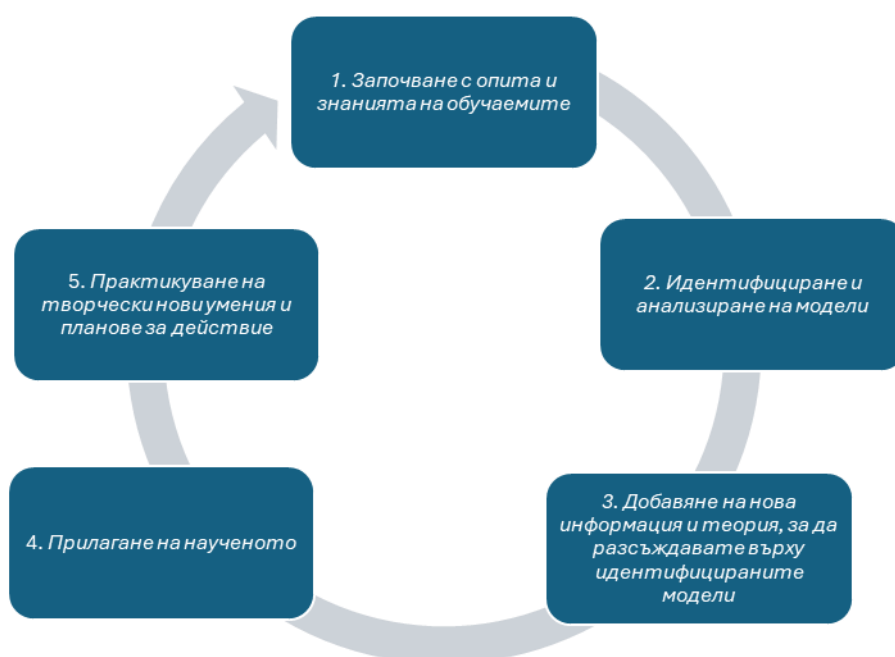 1. Започване с опита и
знанията на обучаемите
2. Идентифициране и
анализиране на модели
3. Добавяне на нова
информация и теория, за да
разсъждавате върху
идентифицираните
модели
4. Прилагане на наученото
5. Практикуване на
творчески нови умения и
планове за действие